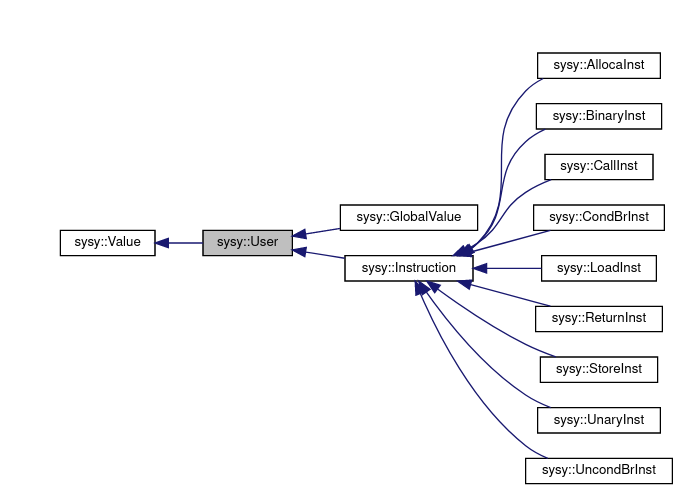 sysy::AllocaInst
sysy::BinaryInst
sysy::CallInst
sysy::GlobalValue
sysy::CondBrInst
sysy::Value
sysy::User
sysy::Instruction
sysy::LoadInst
sysy::ReturnInst
sysy::StoreInst
sysy::UnaryInst
sysy::UncondBrInst